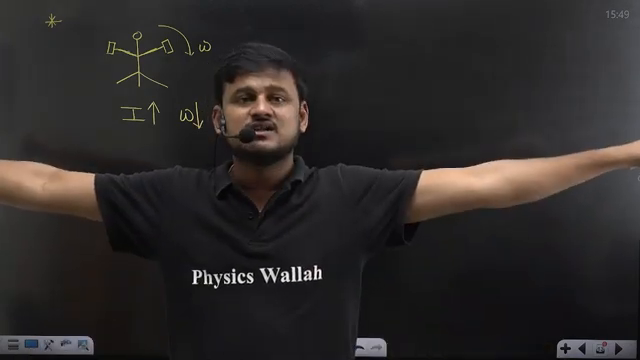 15:49
*
ω
I↑ ω↓
Physics Wallah